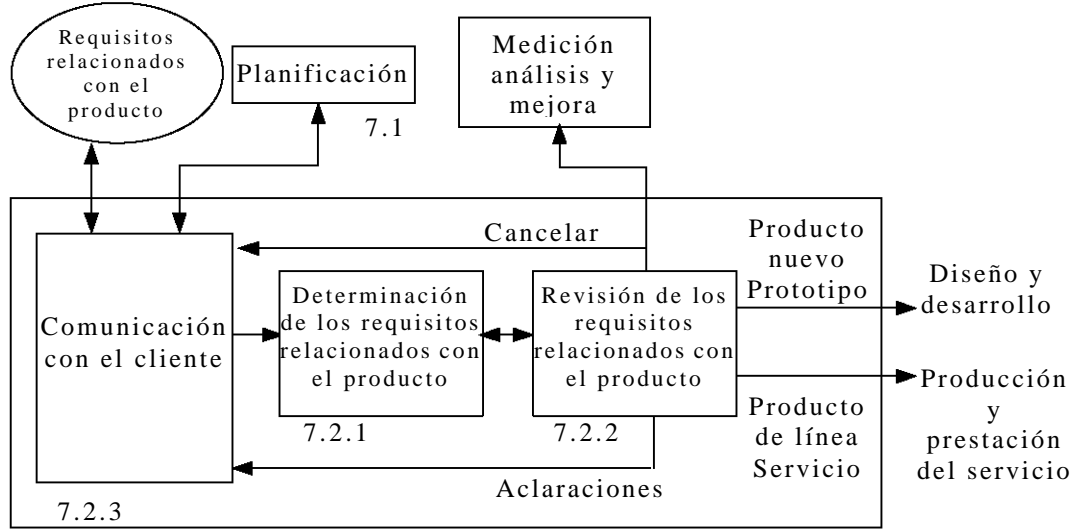 Requisitos
relacionados
con el
producto
Planificación
7.1
Medición
análisis y
mejora
Cancelar
Producto
nuevo
Prototipo
Diseño y
desarrollo
Comunicación
con el cliente
Determinación
de los requisitos
relacionados con
el producto
Revisión de los
requisitos
relacionados con
el producto
7.2.1
7.2.2
Producto
de línea
Servicio
Producción
y
prestación
del servicio
Aclaraciones
7.2.3